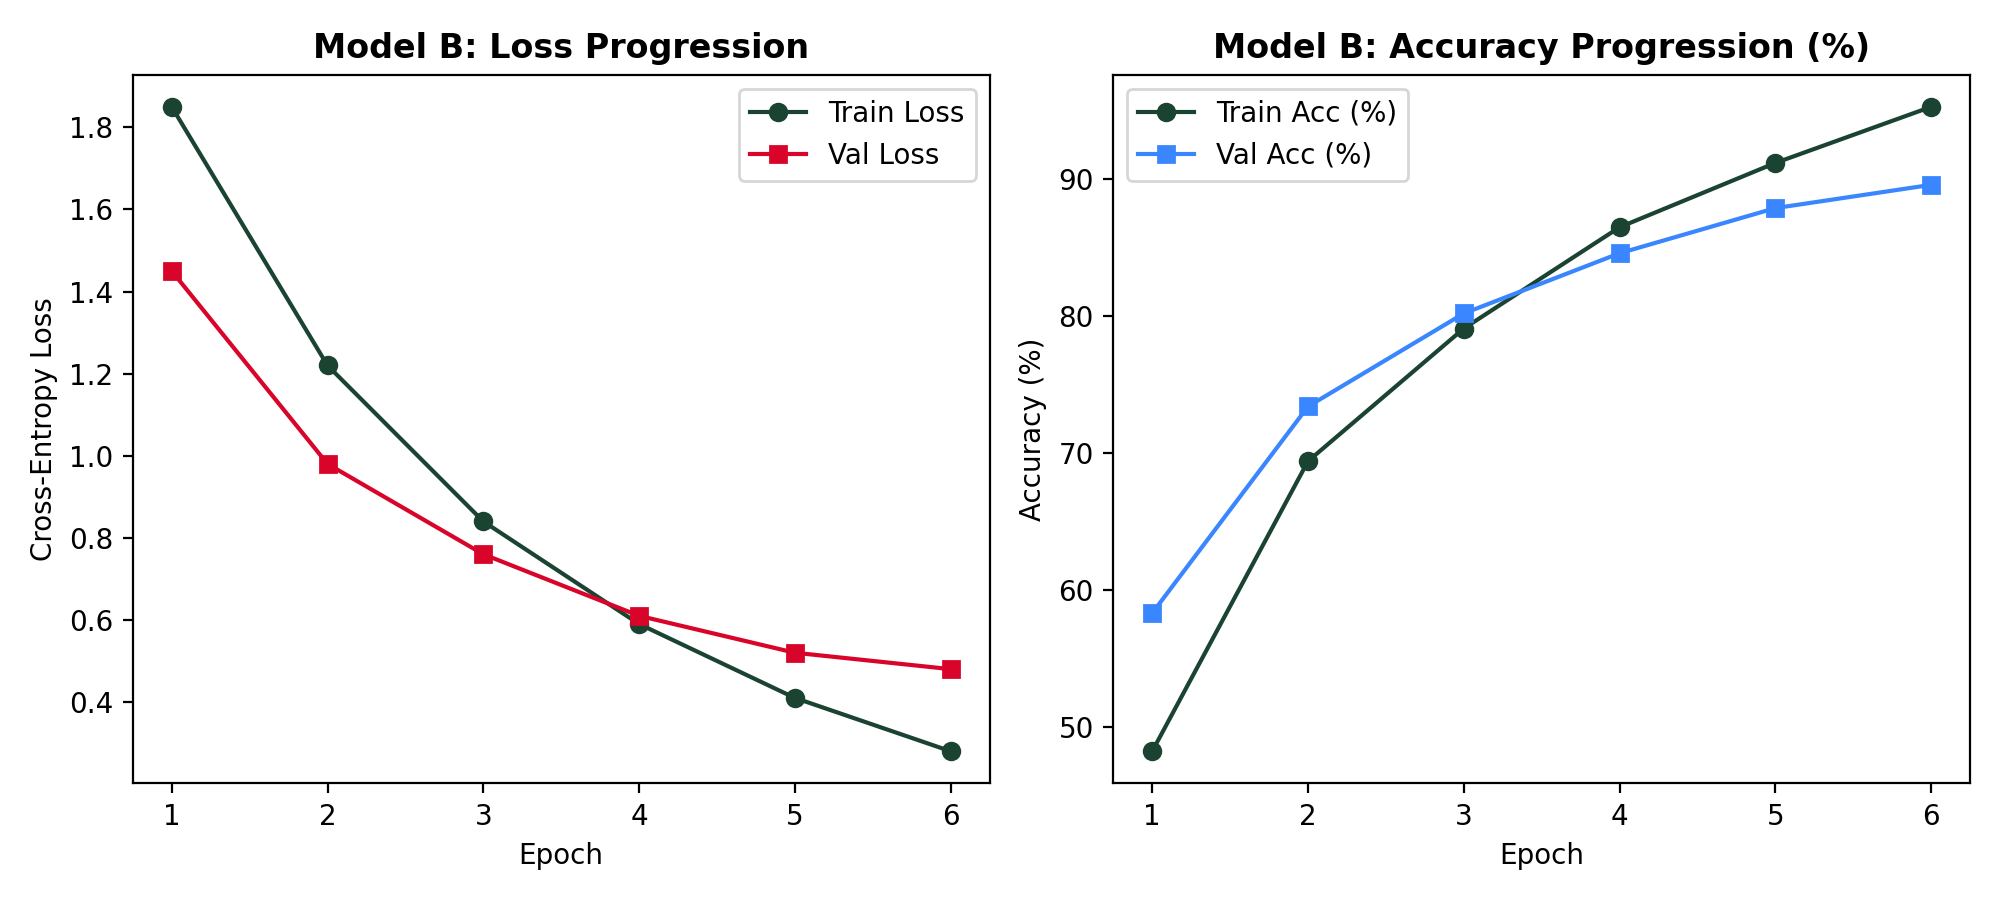 Model B: Loss Progression
Train Loss
Val Loss
Cross-Entropy Loss
1.8
1.6
1.4
1.2
1.0
0.8
0.6
0.4
1 2 3 4 5 6
Epoch
Model B: Accuracy Progression (%)
Train Acc (%)
Val Acc (%)
Accuracy (%)
90
80
70
60
50
1 2 3 4 5 6
Epoch